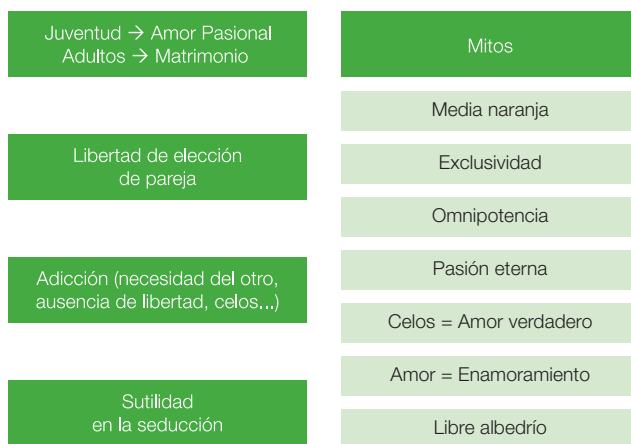 Juventud → Amor Pasional
Adultos → Matrimonio
Libertad de elección
de pareja
Adicción (necesidad del otro,
ausencia de libertad, celos...)
Sutilidad
en la seducción
Mitos
Media naranja
Exclusividad
Omnipotencia
Pasión eterna
Celos = Amor verdadero
Amor = Enamoramiento
Libre albedrío